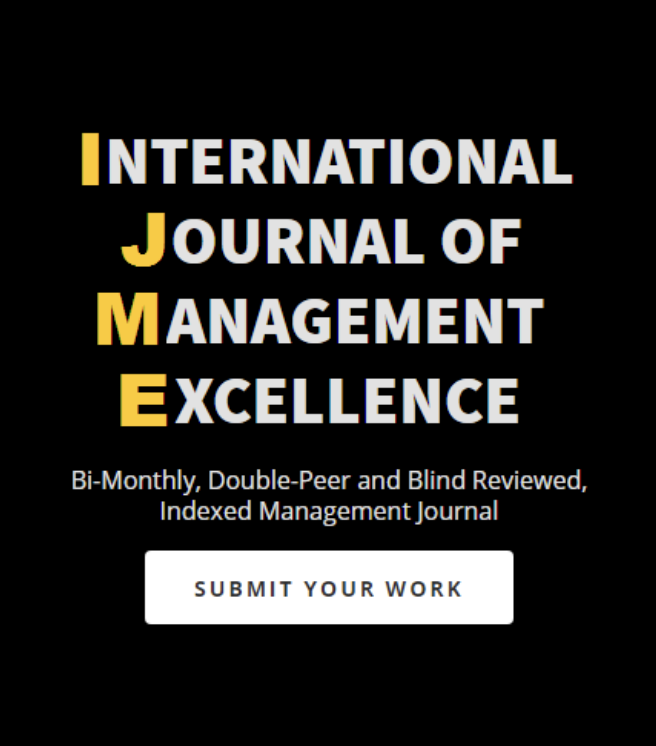 INTERNATIONAL
JOURNAL OF
MANAGEMENT
EXCELLENCE
Bi-Monthly, Double-Peer and Blind Reviewed,
Indexed Management Journal
SUBMIT YOUR WORK